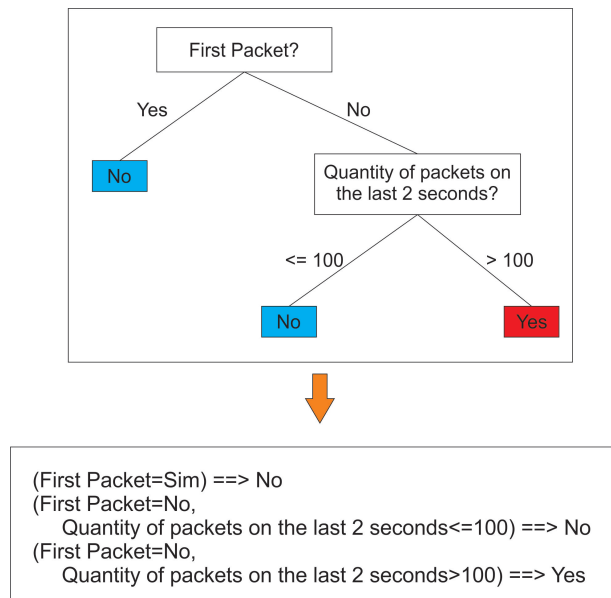 First Packet?
Yes
No
No
Quantity of packets on
the last 2 seconds?
<= 100
> 100
No
Yes
(First Packet=Sim) ==> No
(First Packet=No,
Quantity of packets on the last 2 seconds<=100) ==> No
(First Packet=No,
Quantity of packets on the last 2 seconds>100) ==> Yes